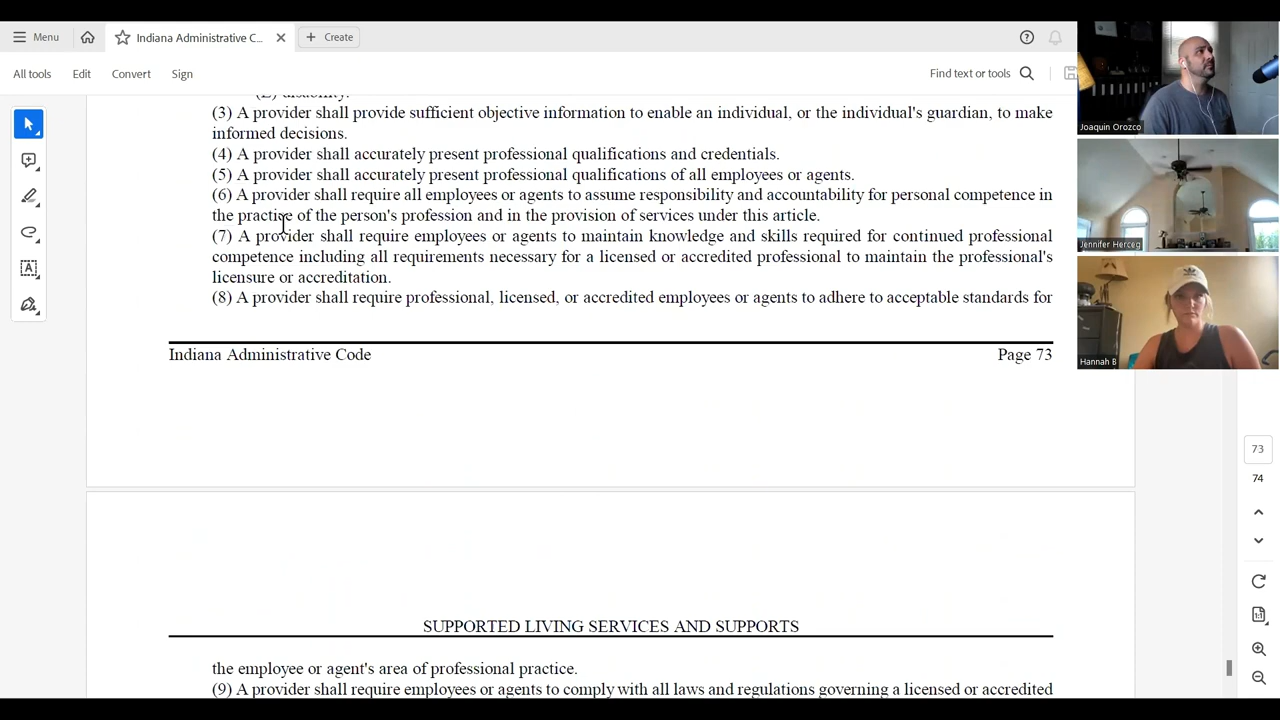 Menu
Indiana Administrative C...
Create
All tools
Edit
Convert
Sign
Find text or tools
(E) disability.
(3) A provider shall provide sufficient objective information to enable an individual, or the individual's guardian, to make
informed decisions.
(4) A provider shall accurately present professional qualifications and credentials.
(5) A provider shall accurately present professional qualifications of all employees or agents.
(6) A provider shall require all employees or agents to assume responsibility and accountability for personal competence in
the practice of the person's profession and in the provision of services under this article.
(7) A provider shall require employees or agents to maintain knowledge and skills required for continued professional
competence including all requirements necessary for a licensed or accredited professional to maintain the professional's
licensure or accreditation.
(8) A provider shall require professional, licensed, or accredited employees or agents to adhere to acceptable standards for
Indiana Administrative Code
Page 73
SUPPORTED LIVING SERVICES AND SUPPORTS
the employee or agent's area of professional practice.
(9) A provider shall require employees or agents to comply with all laws and regulations governing a licensed or accredited
Joaquin Orozco
Jennifer Herceg
Hannah B
73
74
1:1